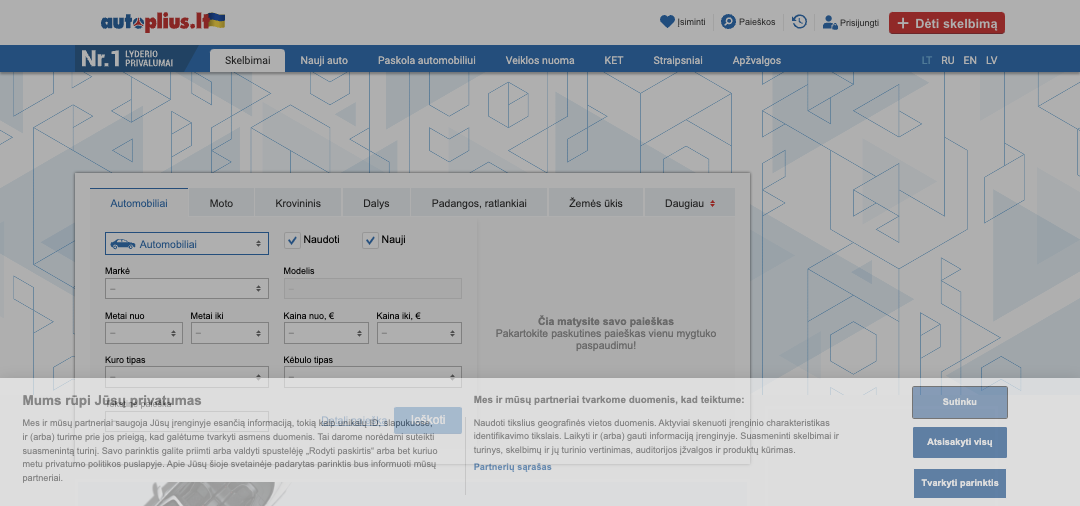 autoplius.lt
Įsiminti
Paieškos
Prisijungti
+ Dėti skelbimą
Nr.1 LYDERIO
PRIVALUMAI
Skelbimai
Nauji auto
Paskola automobiliui
Veiklos nuoma
KET
Straipsniai
Apžvalgos
LT RU EN LV
Automobiliai
Moto
Krovininis
Dalys
Padangos, ratlankiai
Žemės ūkis
Daugiau
Automobiliai
Naudoti
Nauji
Markė
Modelis
–
–
Metai nuo
Metai iki
Kaina nuo, €
Kaina iki, €
–
–
–
–
Kuro tipas
Kėbulo tipas
–
–
Čia matysite savo paieškas
Pakartokite paskutines paieškas vienu mygtuko
paspaudimu!
Ieškoti
Mums rūpi Jūsų privatumas
Mes ir mūsų partneriai saugoja Jūsų įrenginyje esančią informaciją, tokią kaip unikalų ID, slapukuose,
ir (arba) turime prie jos prieigą, kad galėtume tvarkyti asmens duomenis. Tai darome norėdami suteikti
suasmenintą turinį. Savo parinktis galite priimti arba valdyti spustelėję „Rodyti paskirtis“ arba bet kuriuo
metu privatumo politikos puslapyje. Apie Jūsų šioje svetainėje padarytas parinktis bus informuoti mūsų
partneriai.
Mes ir mūsų partneriai tvarkome duomenis, kad teiktume:
Naudoti tikslius geografinės vietos duomenis. Aktyviai skenuoti įrenginio charakteristikas
identifikavimo tikslais. Laikyti ir (arba) gauti informaciją įrenginyje. Suasmeninti skelbimai ir
turinys, skelbimų ir jų turinio vertinimas, auditorijos įžvalgos ir produktų kūrimas.
Partnerių sąrašas
Sutinku
Atsisakyti visų
Tvarkyti parinktis